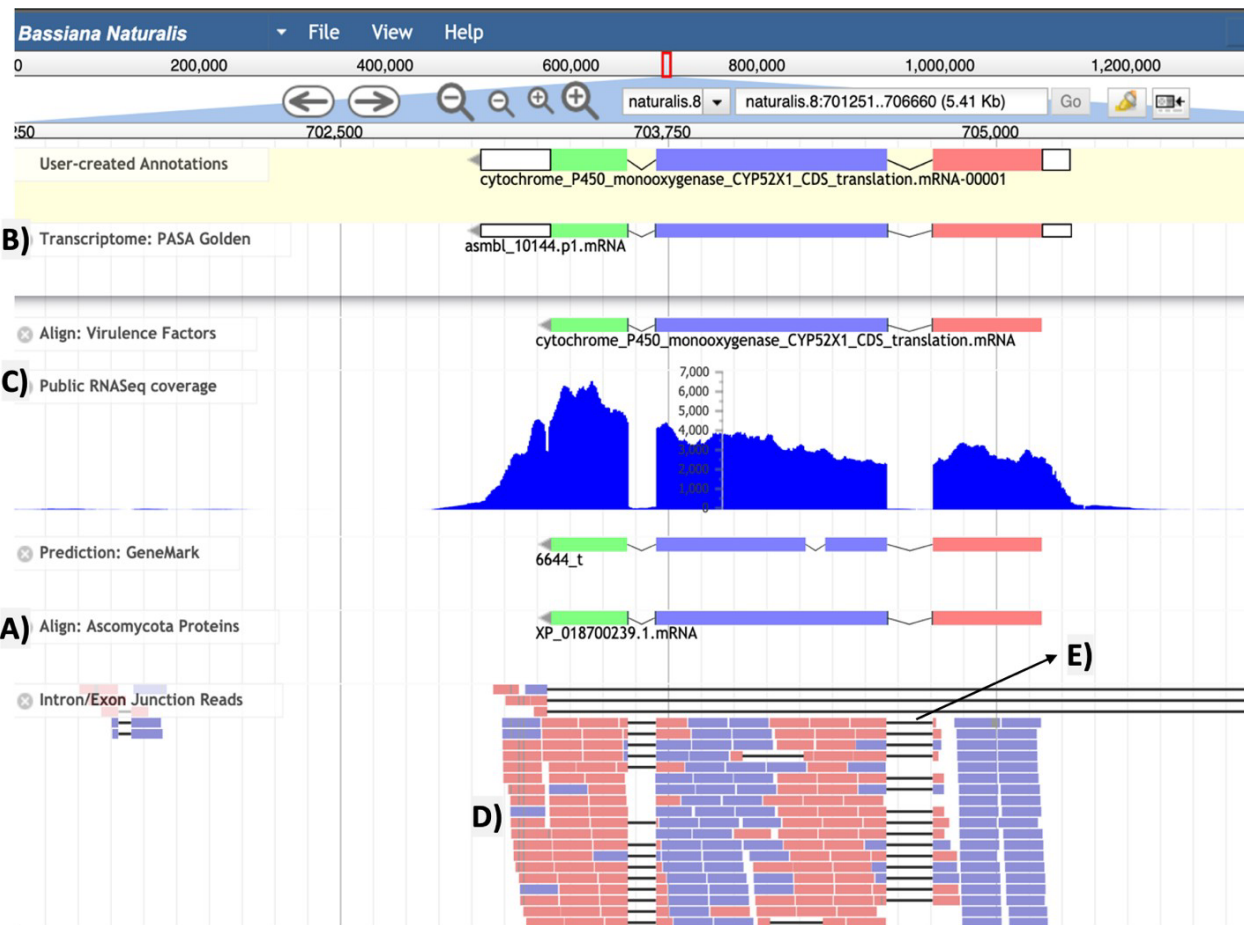 Bassiana Naturalis File View Help
0 200,000 400,000 600,000 800,000 1,000,000 1,200,000
naturalis.8 naturalis.8:701251..706660 (5.41 Kb) Go
250 702,500 703,750 705,000
User-created Annotations
cytochrome_P450_monooxygenase_CYP52X1_CDS_translation.mRNA-00001
B) Transcriptome: PASA Golden
asmbl_10144.p1.mRNA
Align: Virulence Factors
cytochrome_P450_monooxygenase_CYP52X1_CDS_translation.mRNA
C) Public RNASeq coverage
7,000
6,000
5,000
4,000
3,000
2,000
1,000
0
Prediction: GeneMark
6644_t
A) Align: Ascomycota Proteins
XP_018700239.1.mRNA
E)
Intron/Exon Junction Reads
D)